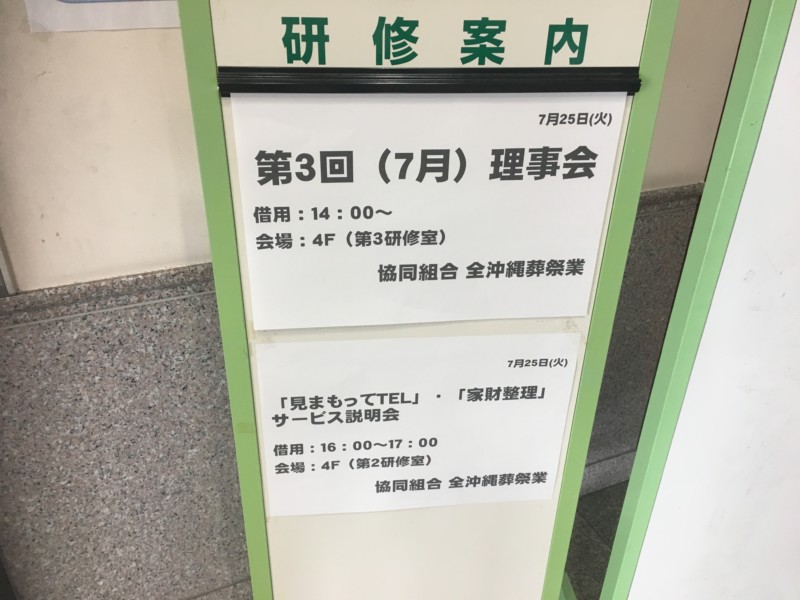 研修案内
7月25日(火)
第3回（7月）理事会
借用：14：00～
会場：4F（第3研修室）
協同組合 全沖縄葬祭業
7月25日(火)
「見まもってTEL」・「家財整理」
サービス説明会
借用：16：00～17：00
会場：4F（第2研修室）
協同組合 全沖縄葬祭業